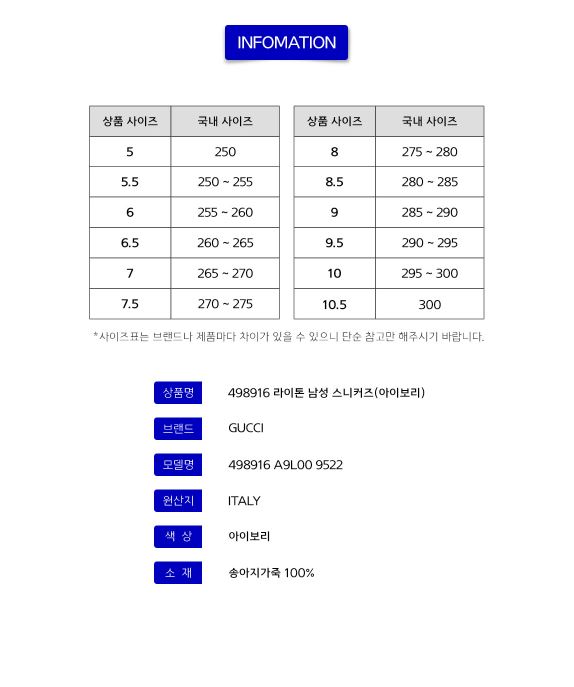 INFOMATION
상품 사이즈 국내 사이즈
5 250
5.5 250 ~ 255
6 255 ~ 260
6.5 260 ~ 265
7 265 ~ 270
7.5 270 ~ 275
상품 사이즈 국내 사이즈
8 275 ~ 280
8.5 280 ~ 285
9 285 ~ 290
9.5 290 ~ 295
10 295 ~ 300
10.5 300
*사이즈표는 브랜드나 제품마다 차이가 있을 수 있으니 단순 참고만 해주시기 바랍니다.
상품명 498916 라이톤 남성 스니커즈(아이보리)
브랜드 GUCCI
모델명 498916 A9L00 9522
원산지 ITALY
색 상 아이보리
소 재 송아지가죽 100%